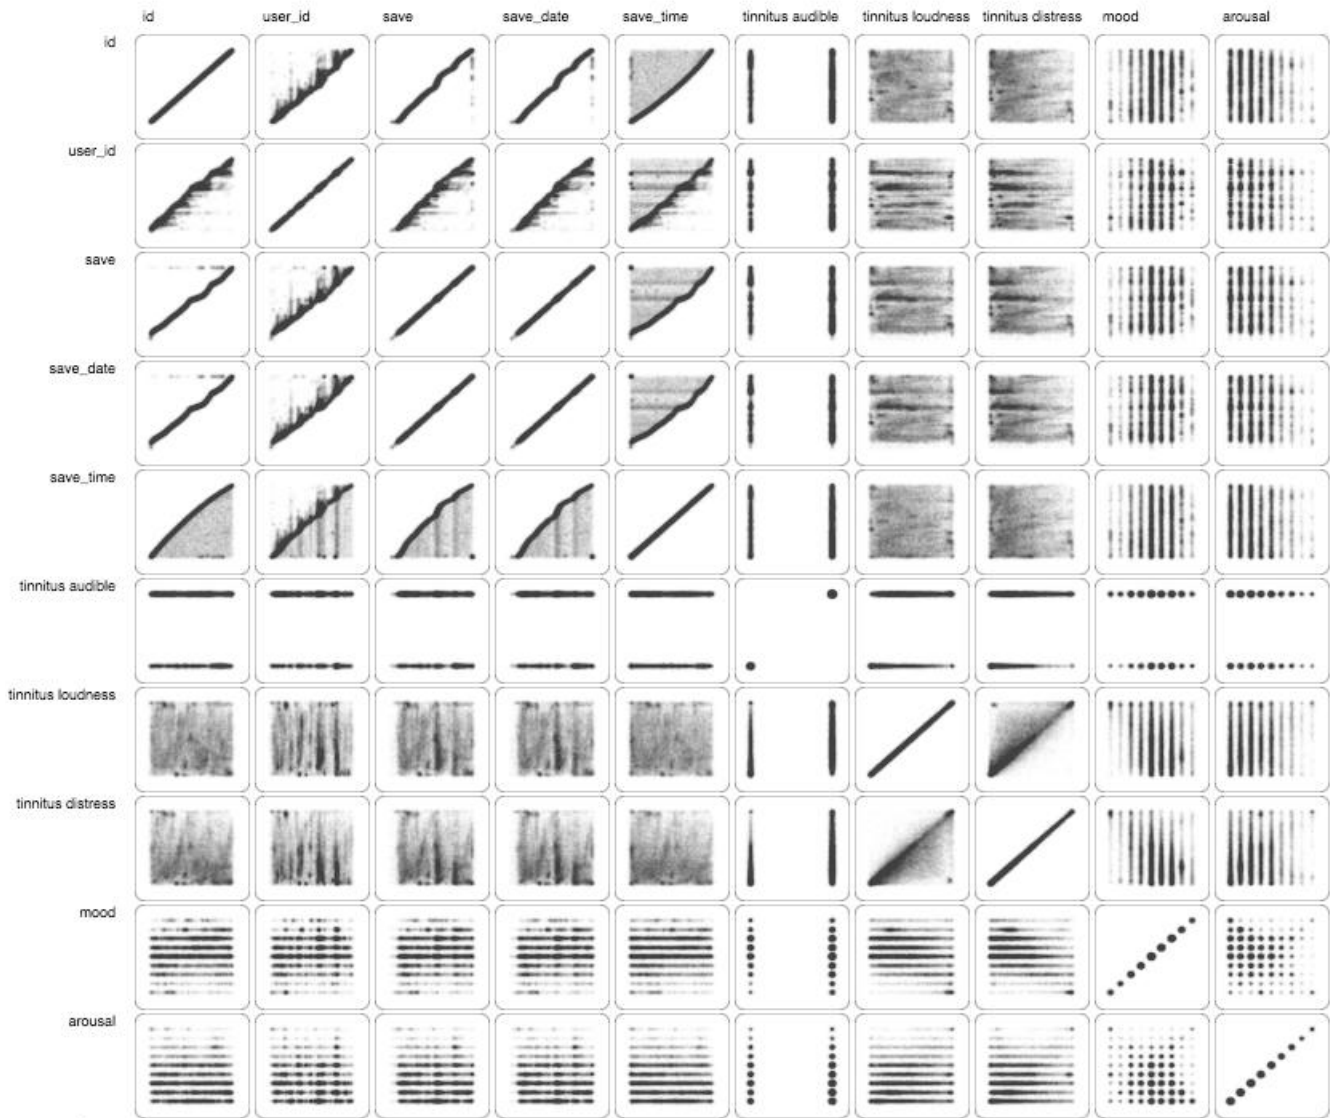 id user_id save save_date save_time tinnitus audible tinnitus loudness tinnitus distress mood arousal
id
user_id
save
save_date
save_time
tinnitus audible
tinnitus loudness
tinnitus distress
mood
arousal